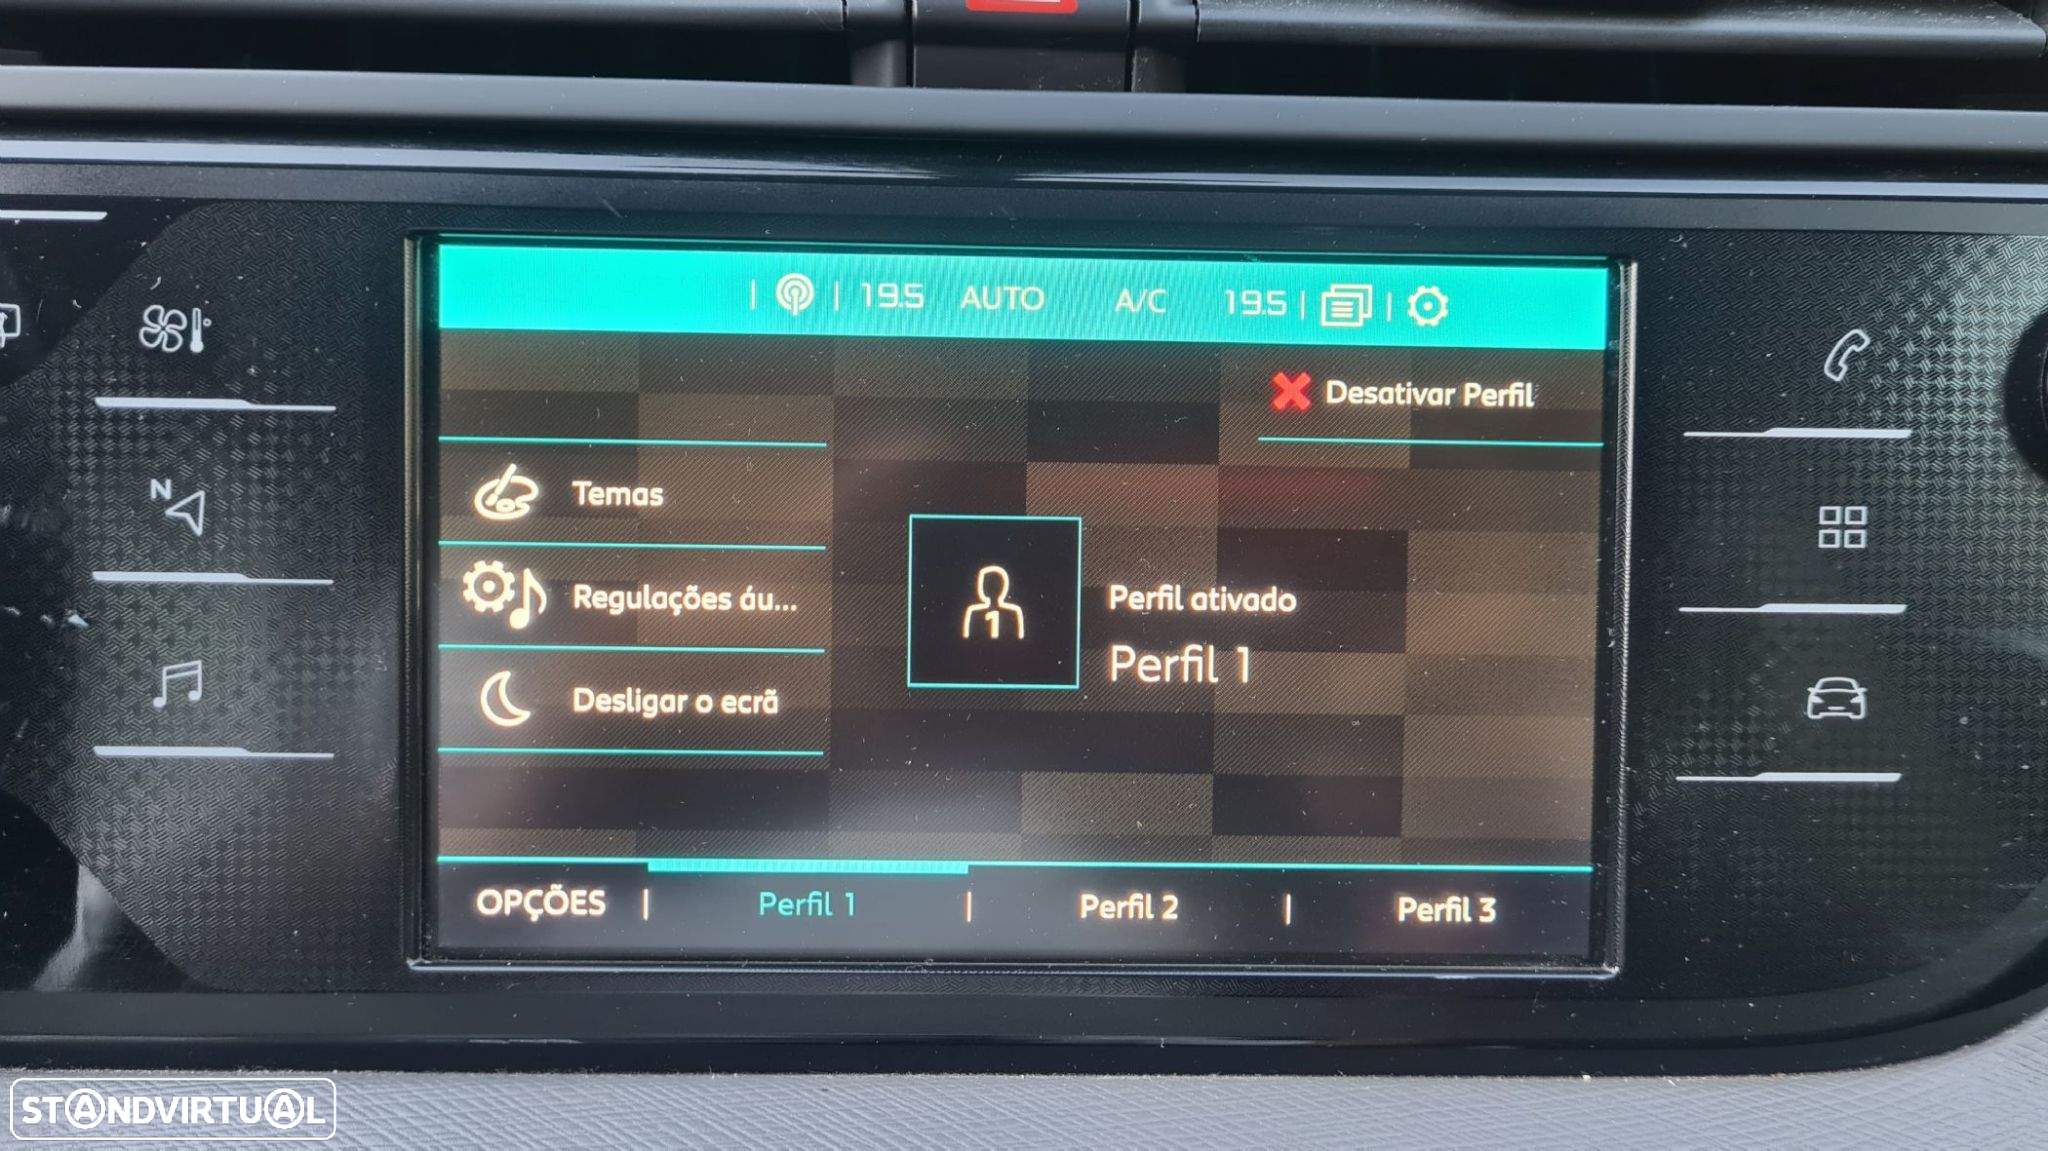 | | 19.5 AUTO A/C 19.5 | |
Desativar Perfil
N
Temas
Regulações áu...
Desligar o ecrã
1
Perfil ativado
Perfil 1
OPÇÕES | Perfil 1 | Perfil 2 | Perfil 3
STANDVIRTUAL